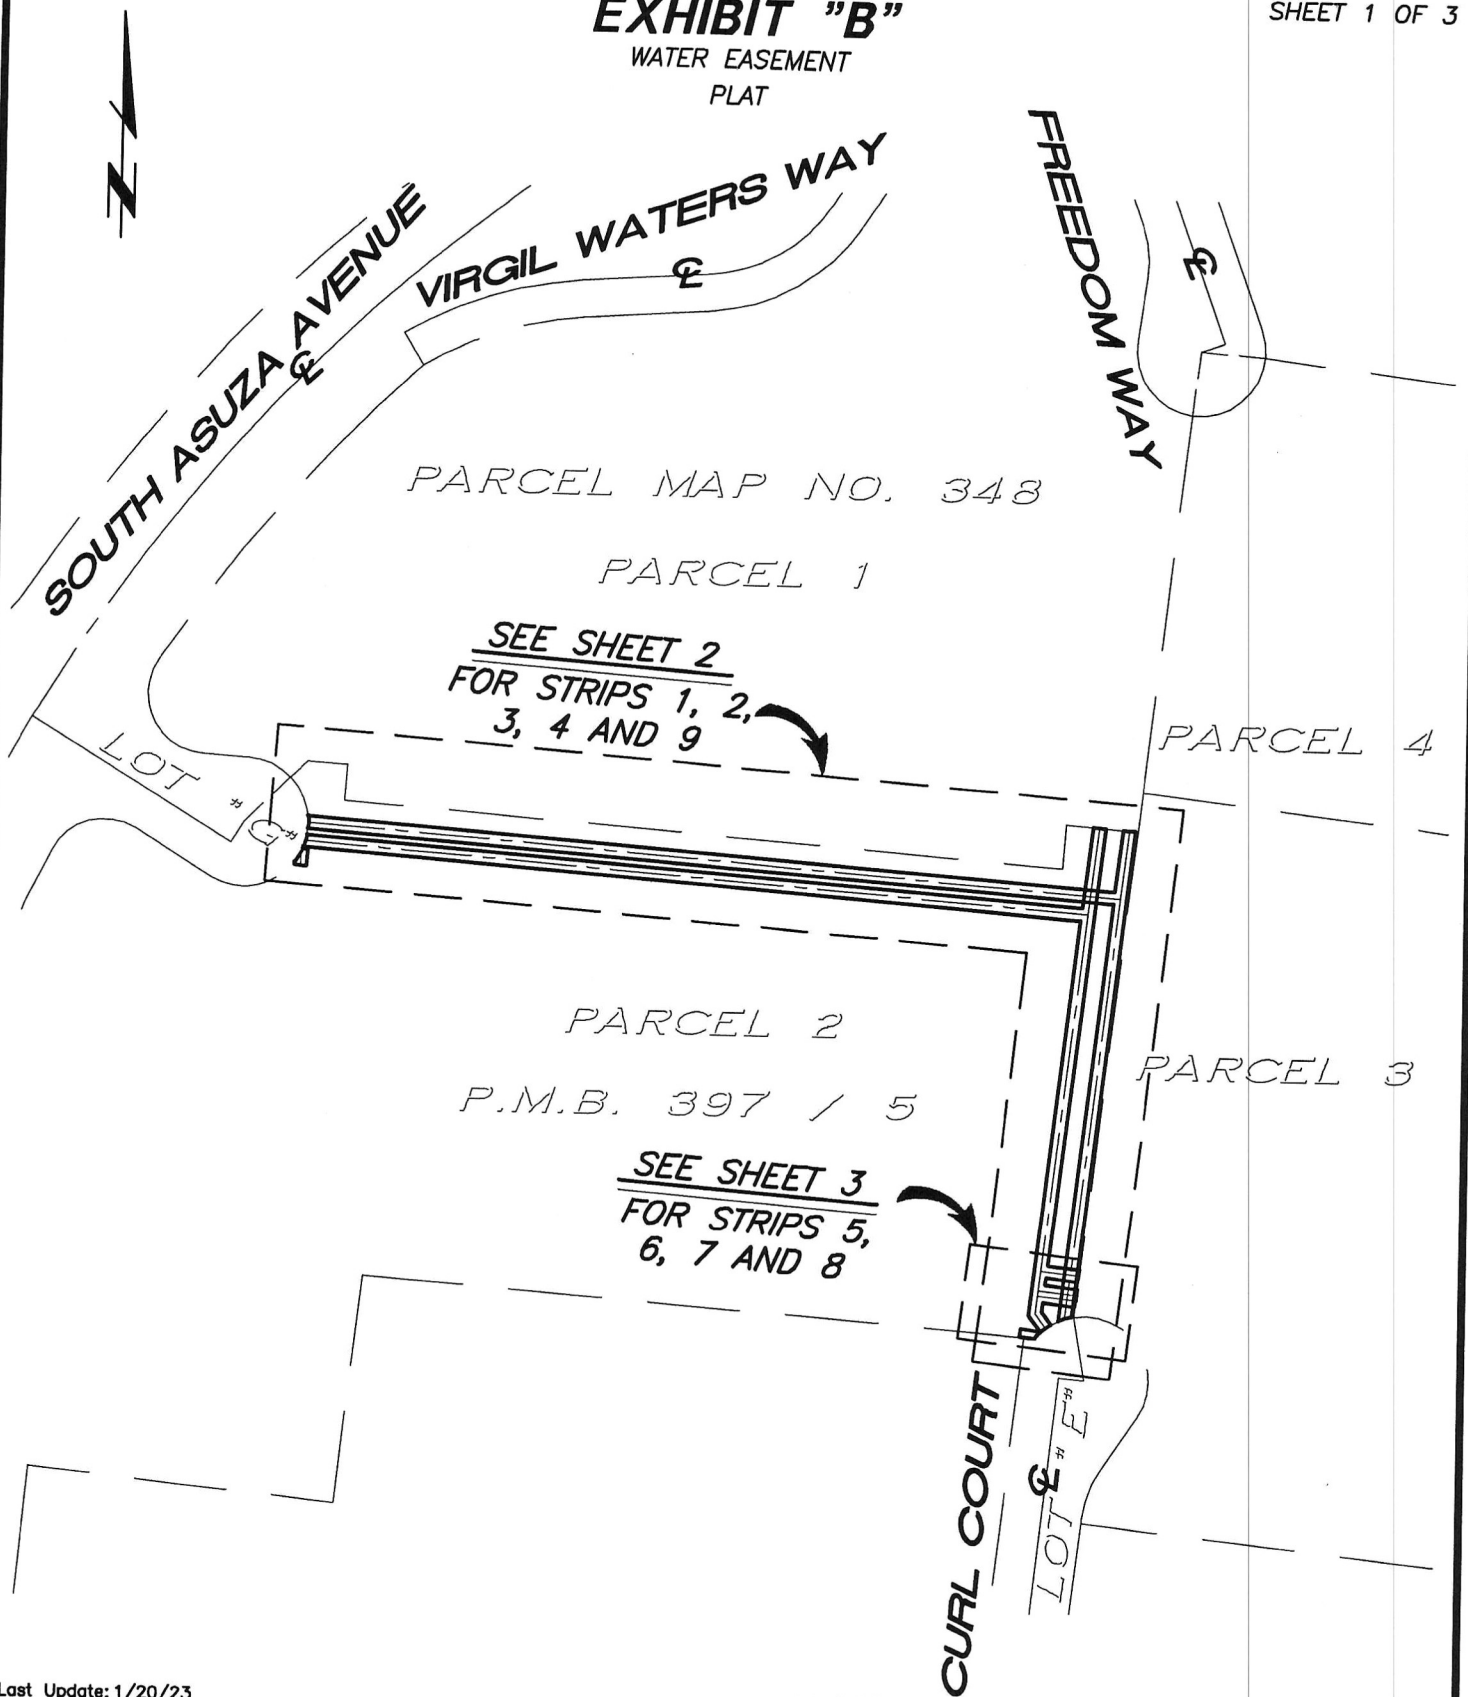 EXHIBIT "B"
SHEET 1 OF 3
WATER EASEMENT
PLAT
N
SOUTH ASUZA AVENUE
VIRGIL WATERS WAY
FREEDOM WAY
℄
℄
℄
PARCEL MAP NO. 348
PARCEL 1
SEE SHEET 2
FOR STRIPS 1, 2,
3, 4 AND 9
PARCEL 4
LOT "G"
PARCEL 2
PARCEL 3
P.M.B. 397 / 5
SEE SHEET 3
FOR STRIPS 5,
6, 7 AND 8
CURL COURT
℄
LOT "E"
Last Update: 1/20/23